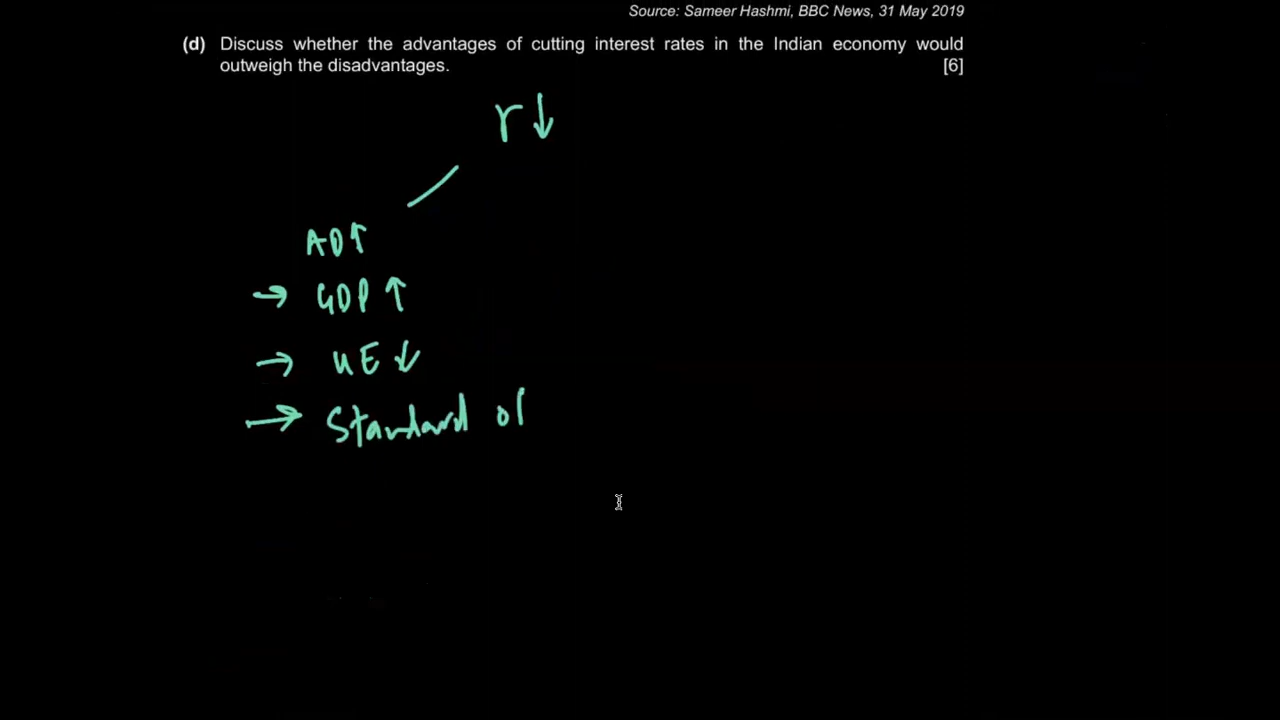 Source: Sameer Hashmi, BBC News, 31 May 2019
(d) Discuss whether the advantages of cutting interest rates in the Indian economy would
outweigh the disadvantages. [6]
r↓
AD↑
→ GDP ↑
→ UE ↓
→ Standard of